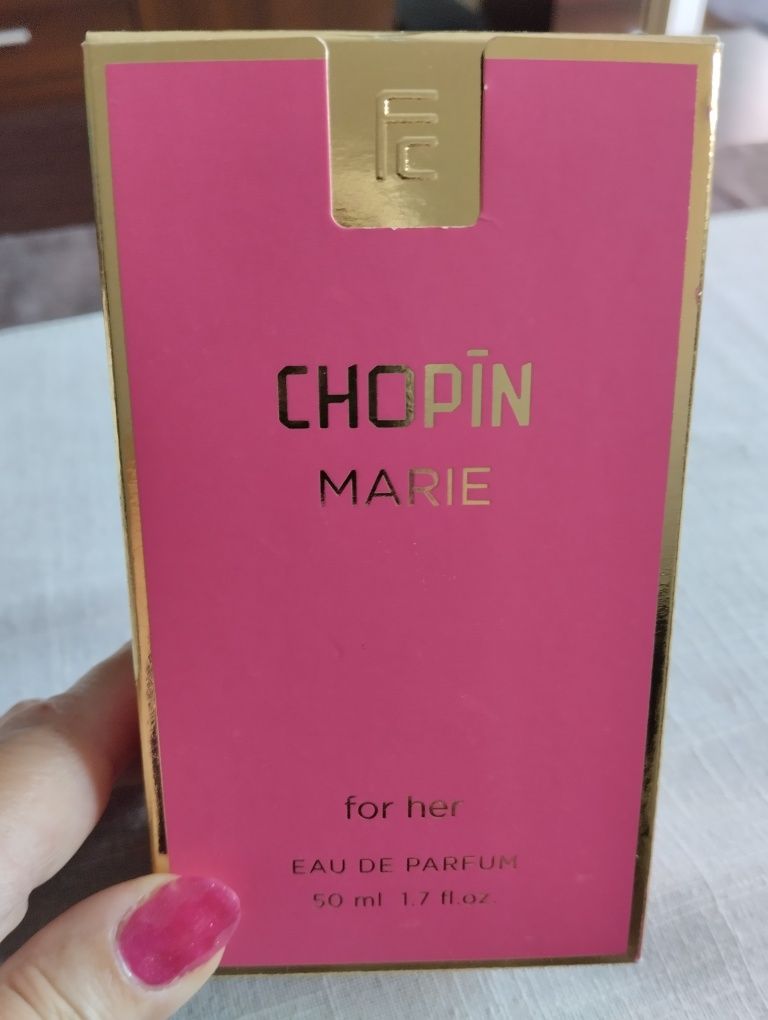 FC
CHOPĪN
MARIE
for her
EAU DE PARFUM
50 ml 1.7 fl.oz.